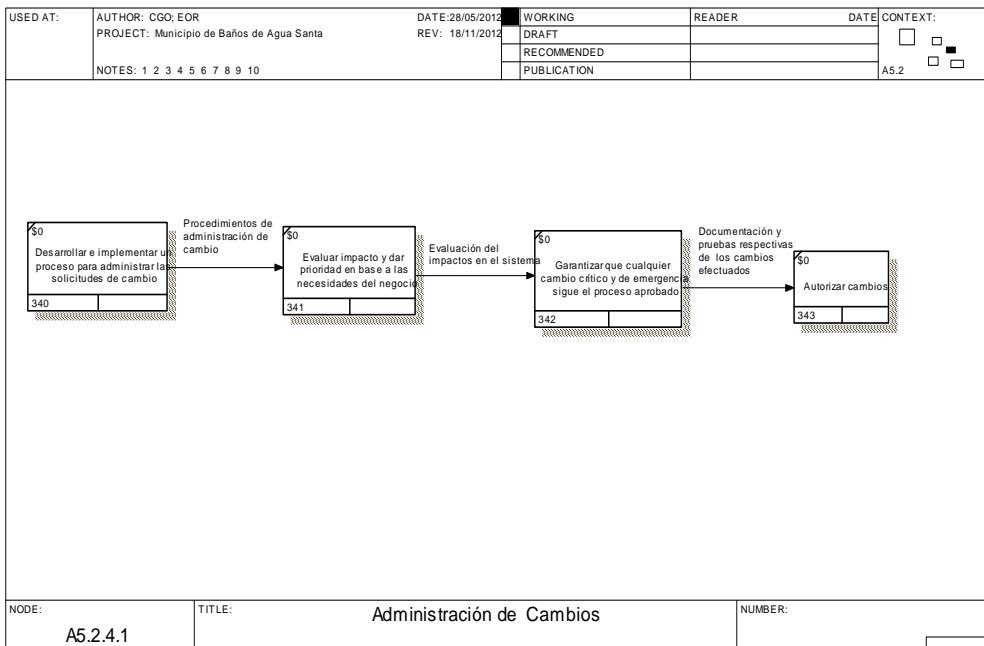 USED AT:
AUTHOR: CGO; EOR
DATE:28/05/2012
PROJECT: Municipio de Baños de Agua Santa
REV: 18/11/2012
NOTES: 1 2 3 4 5 6 7 8 9 10
WORKING
DRAFT
RECOMMENDED
PUBLICATION
READER
DATE
CONTEXT:
A5.2
$0
Desarrollar e implementar un
proceso para administrar las
solicitudes de cambio
340
Procedimientos de
administración de
cambio
$0
Evaluar impacto y dar
prioridad en base a las
necesidades del negocio
341
Evaluación del
impactos en el sistema
$0
Garantizar que cualquier
cambio crítico y de emergencia
sigue el proceso aprobado
342
Documentación y
pruebas respectivas
de los cambios
efectuados
$0
Autorizar cambios
343
NODE:
A5.2.4.1
TITLE:
Administración de Cambios
NUMBER: